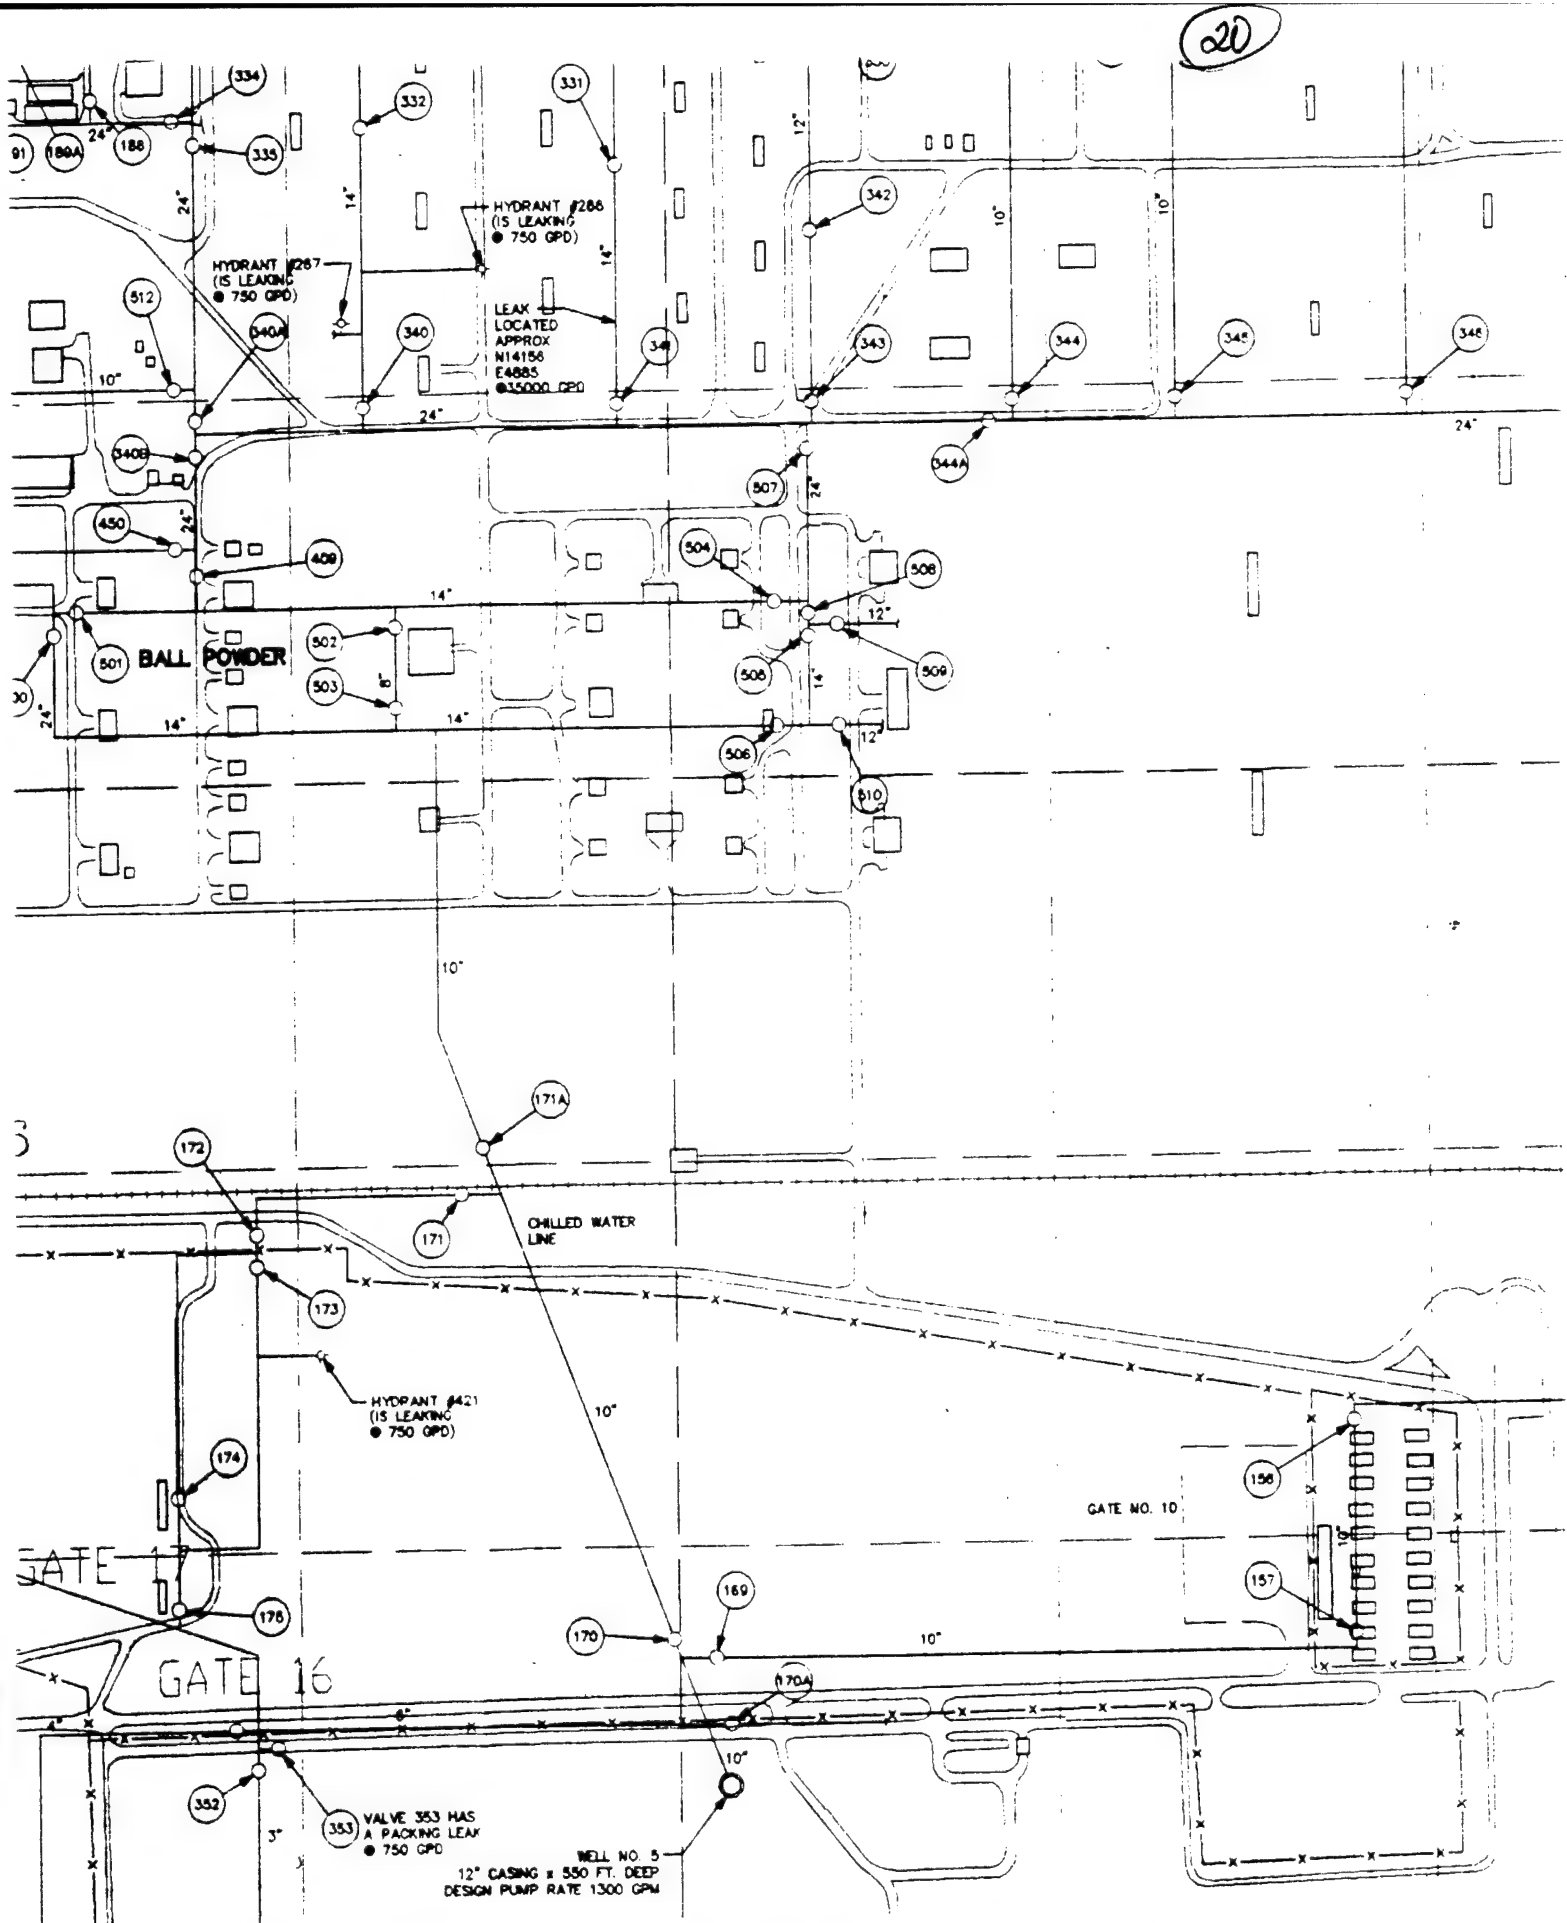 20
334
332
331
12"
24"
91
189A
188
335
24"
14"
342
HYDRANT #286
(IS LEAKING
@ 750 GPD)
14"
10"
10"
HYDRANT #267
(IS LEAKING
@ 750 GPD)
512
340A
340
LEAK
LOCATED
APPROX
N14156
E4885
@35000 GPD
343
344
345
346
10"
24"
24"
340B
344A
507
24"
450
24"
409
504
508
14"
12"
502
501
BALL POWDER
503
8"
509
14"
24"
14"
14"
506
12"
510
10"
171A
172
171
CHILLED WATER
LINE
173
HYDRANT #421
(IS LEAKING
@ 750 GPD)
10"
174
156
GATE NO. 10
10"
GATE 1
157
169
175
170
10"
GATE 16
170A
4"
6"
10"
352
353
VALVE 353 HAS
A PACKING LEAK
@ 750 GPD
3"
WELL NO. 5
12" CASING x 550 FT. DEEP
DESIGN PUMP RATE 1300 GPM